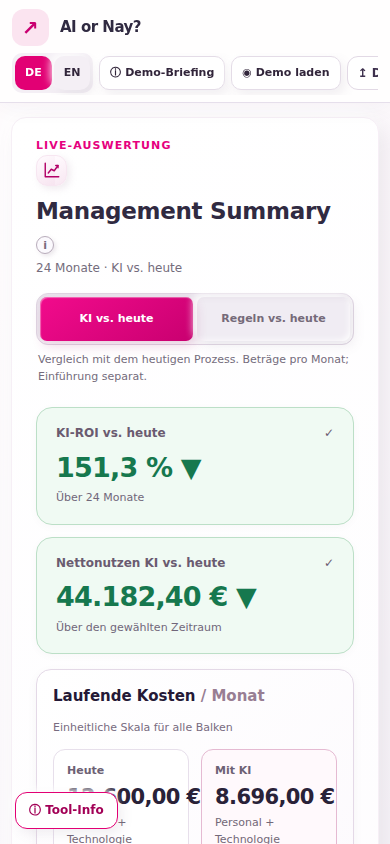 AI or Nay?
DE EN ⓘ Demo-Briefing ◉ Demo laden ↥
LIVE-AUSWERTUNG
Management Summary
i
24 Monate · KI vs. heute
KI vs. heute Regeln vs. heute
Vergleich mit dem heutigen Prozess. Beträge pro Monat;
Einführung separat.
KI-ROI vs. heute ✓
151,3 % ▼
Über 24 Monate
Nettonutzen KI vs. heute ✓
44.182,40 € ▼
Über den gewählten Zeitraum
Laufende Kosten / Monat
Einheitliche Skala für alle Balken
Heute Mit KI
8.696,00 €
ⓘ Tool-Info + Personal +
Technologie Technologie